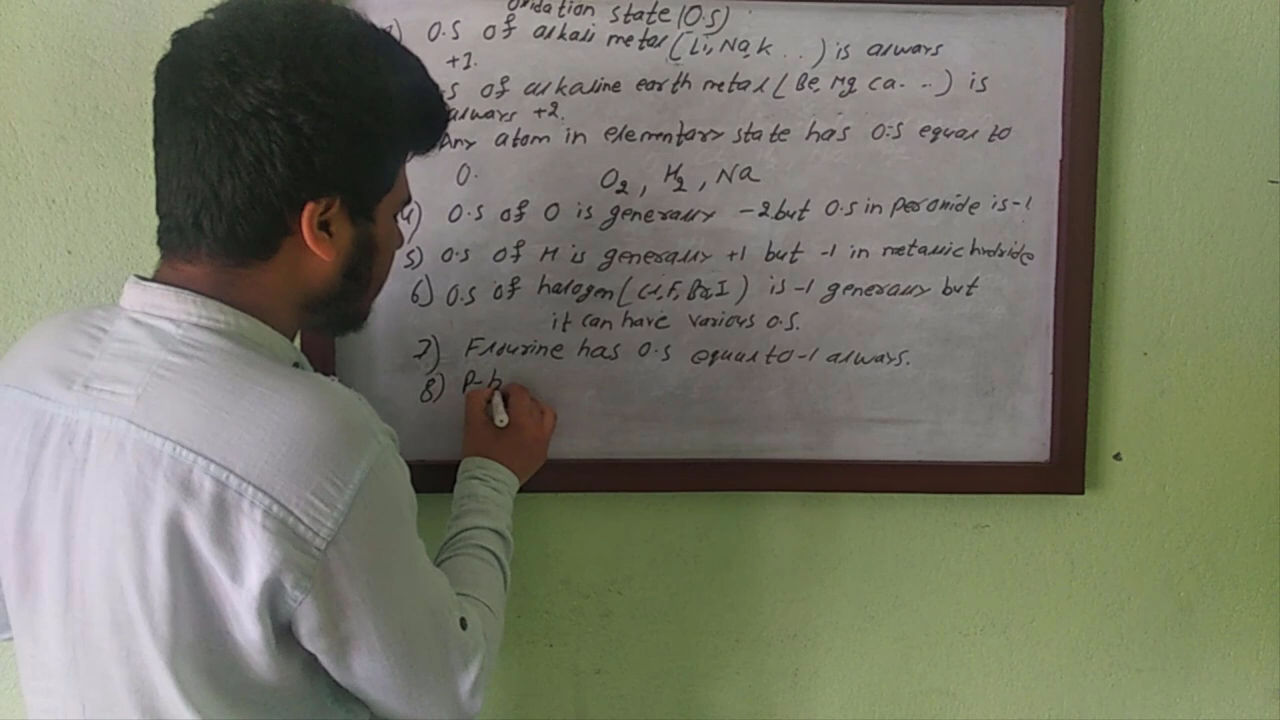 Oxidation state (O.S)
) O.S of alkali metal (Li, Na, K ...) is always
+1.
s of alkaline earth metal (Be, Mg Ca. ..) is
always +2.
Any atom in elementary state has O.S equal to
0. O2, H2, Na
4) O.S of O is generally -2 but O.S in peroxide is -1
5) O.S of H is generally +1 but -1 in metallic hydride
6) O.S of halogen (Cl, F, Br, I) is -1 generally but
it can have various O.S.
7) Flourine has O.S equal to -1 always.
8) P-b